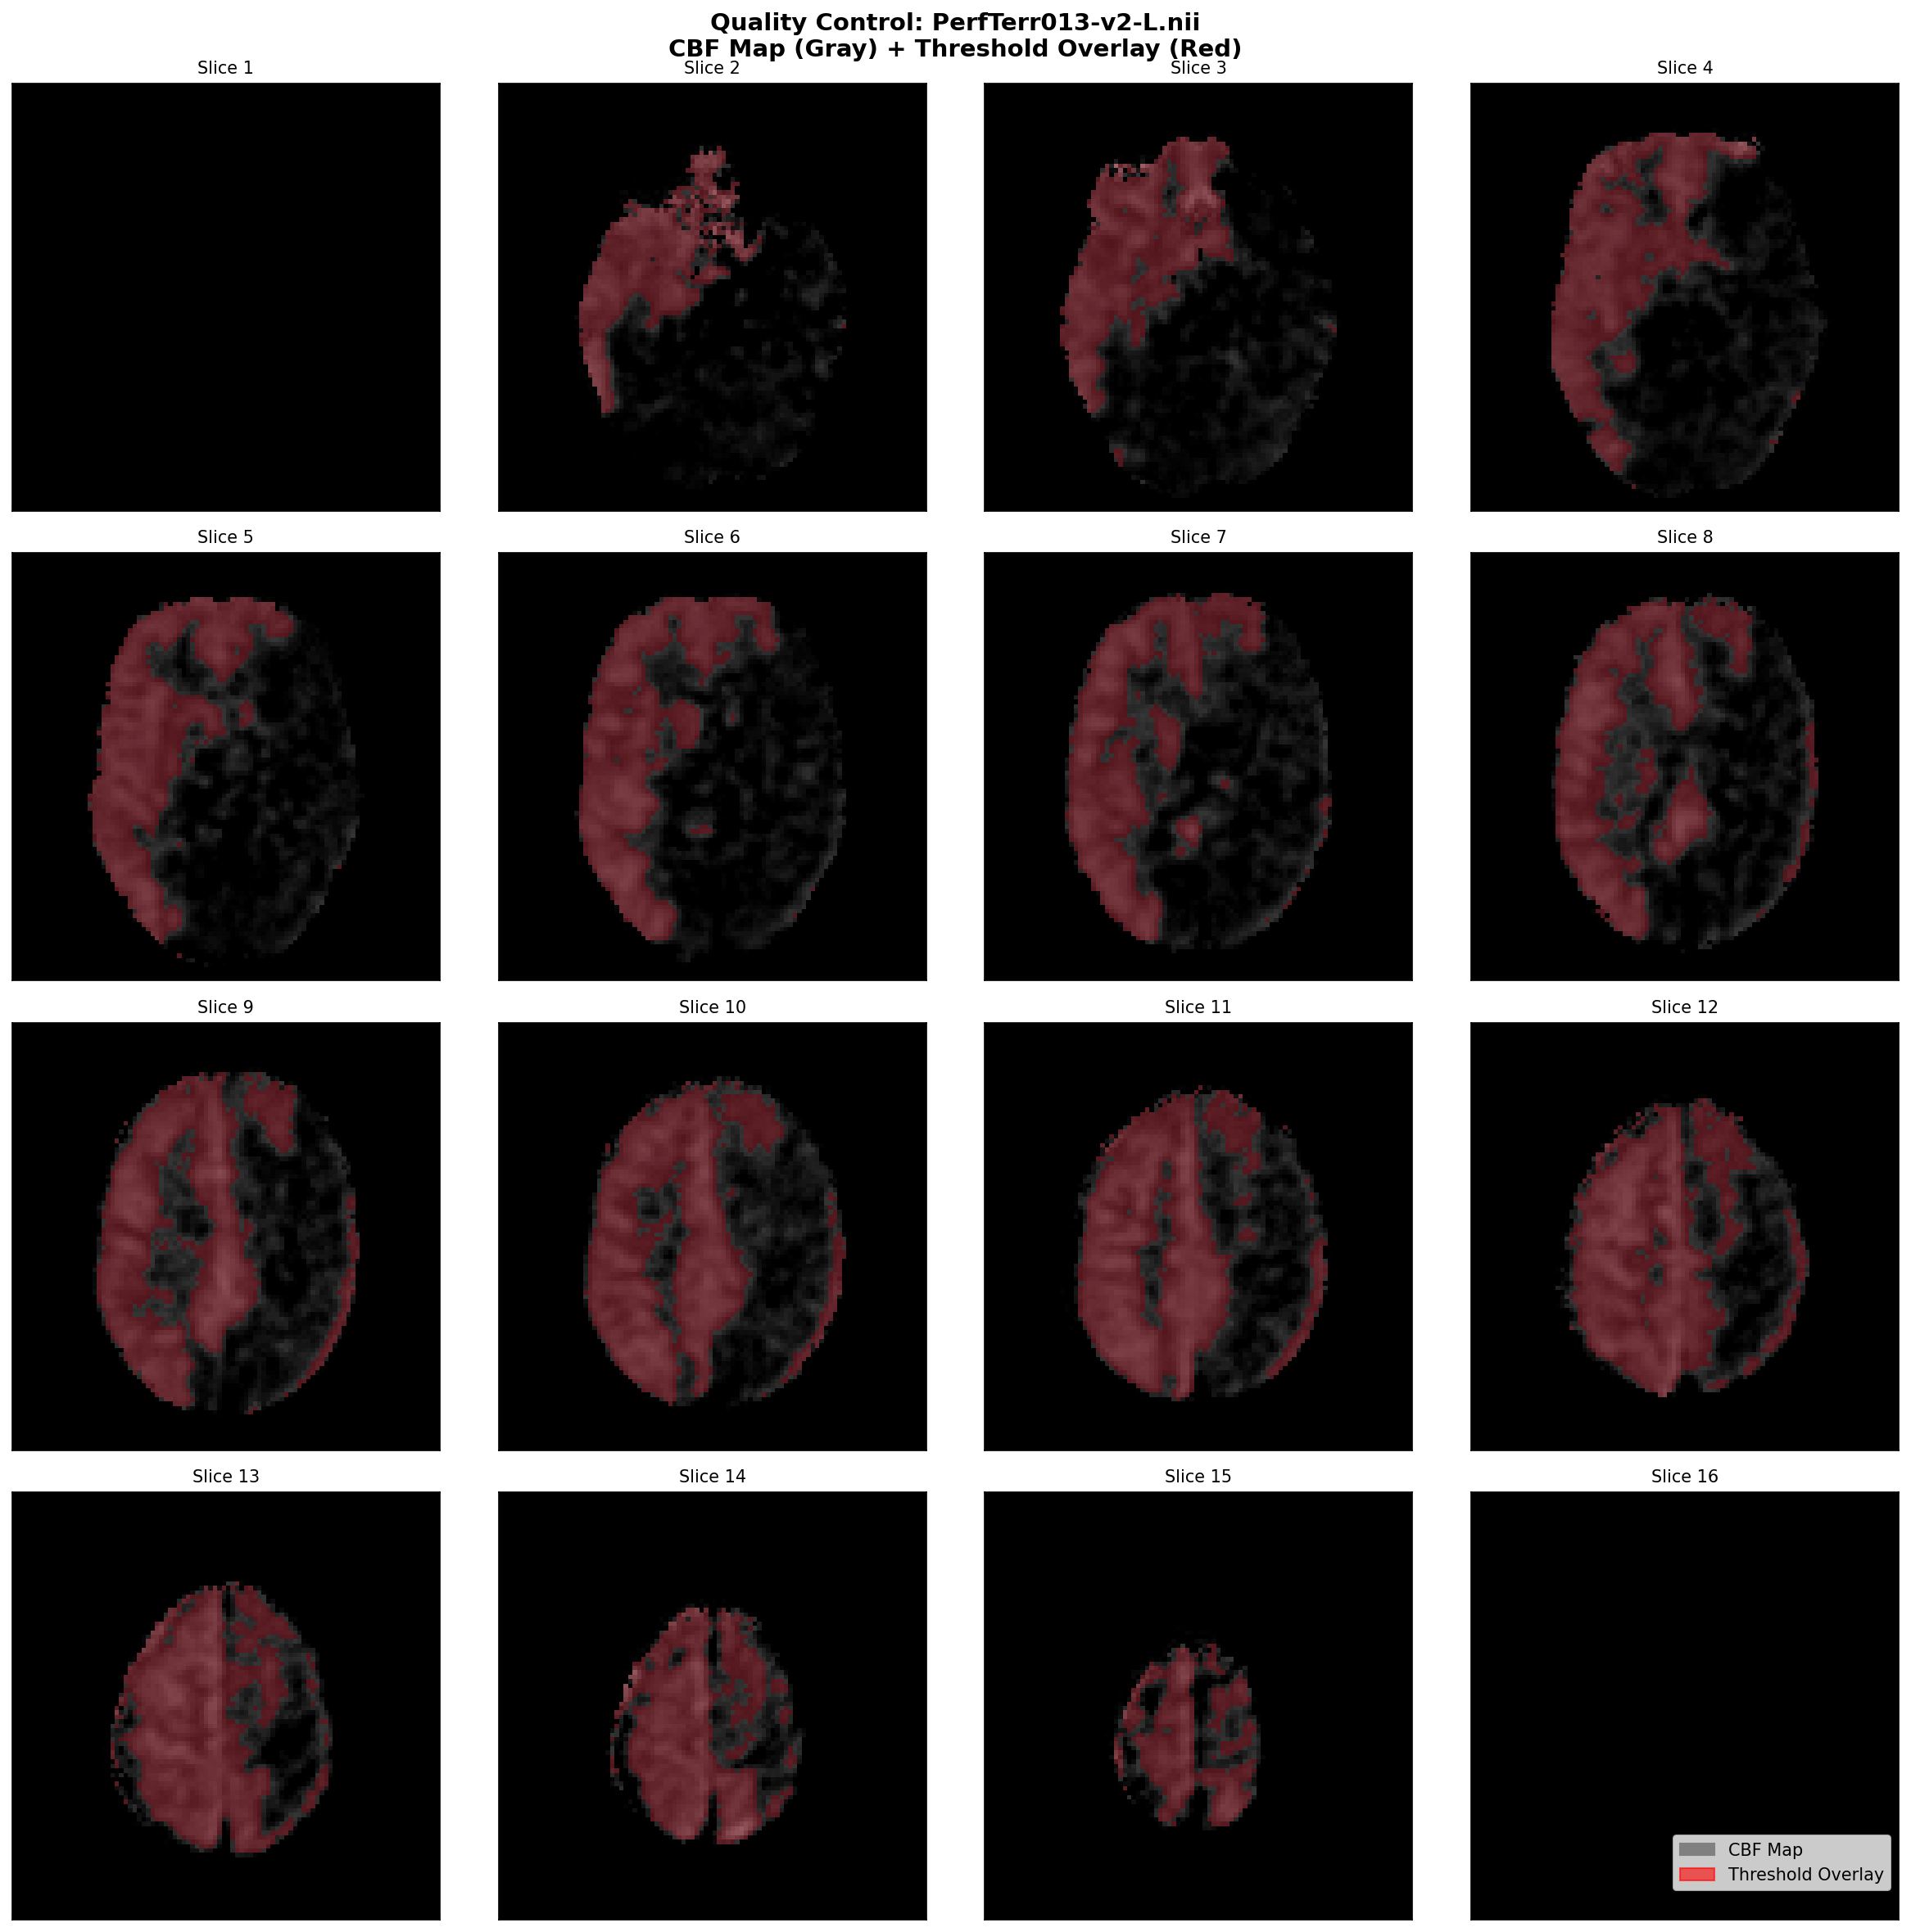 Quality Control: PerfTerr013-v2-L.nii
CBF Map (Gray) + Threshold Overlay (Red)
Slice 1
Slice 2
Slice 3
Slice 4
Slice 5
Slice 6
Slice 7
Slice 8
Slice 9
Slice 10
Slice 11
Slice 12
Slice 13
Slice 14
Slice 15
Slice 16
CBF Map
Threshold Overlay